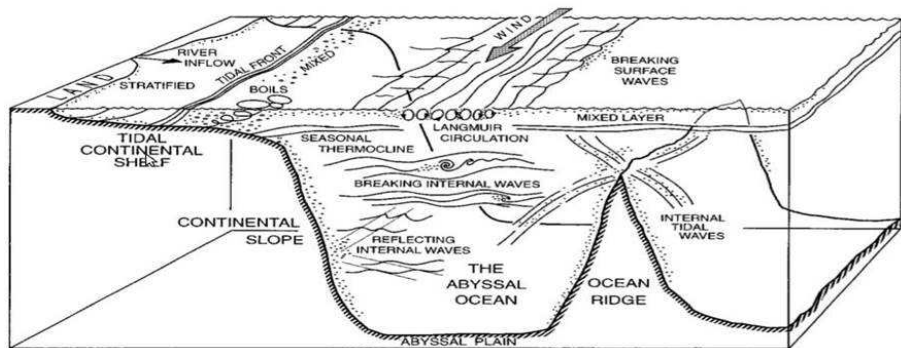 LAND
RIVER
INFLOW
STRATIFIED
TIDAL FRONT
MIXED
BOILS
WIND
BREAKING
SURFACE
WAVES
TIDAL
CONTINENTAL
SHELF
SEASONAL
THERMOCLINE
LANGMUIR
CIRCULATION
MIXED LAYER
BREAKING INTERNAL WAVES
CONTINENTAL
SLOPE
REFLECTING
INTERNAL WAVES
THE
ABYSSAL
OCEAN
OCEAN
RIDGE
INTERNAL
TIDAL
WAVES
ABYSSAL PLAIN